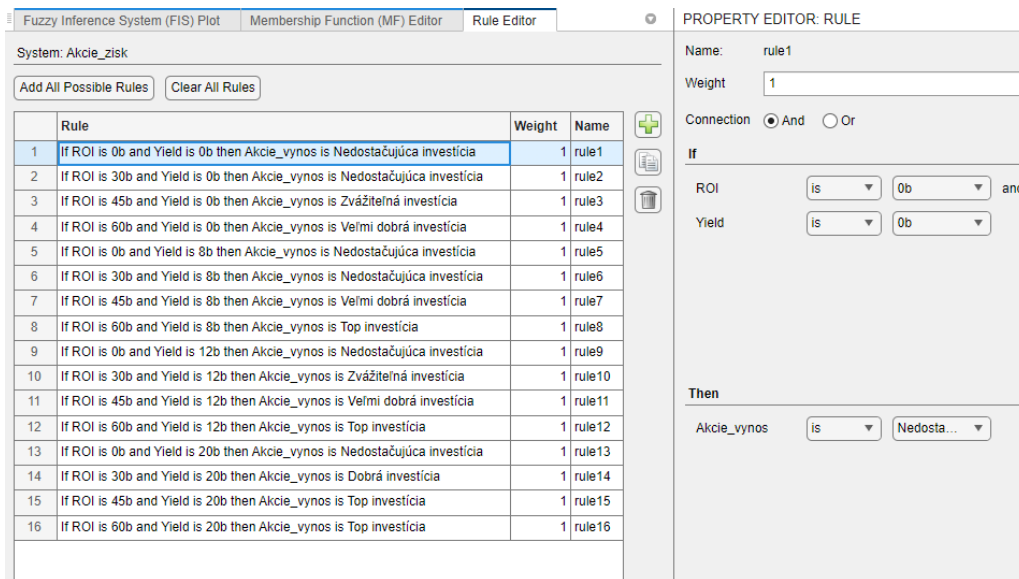 Fuzzy Inference System (FIS) Plot
Membership Function (MF) Editor
Rule Editor
System: Akcie_zisk
Add All Possible Rules
Clear All Rules
Rule Weight Name
1 If ROI is 0b and Yield is 0b then Akcie_vynos is Nedostačujúca investícia 1 rule1
2 If ROI is 30b and Yield is 0b then Akcie_vynos is Nedostačujúca investícia 1 rule2
3 If ROI is 45b and Yield is 0b then Akcie_vynos is Zvážiteľná investícia 1 rule3
4 If ROI is 60b and Yield is 0b then Akcie_vynos is Veľmi dobrá investícia 1 rule4
5 If ROI is 0b and Yield is 8b then Akcie_vynos is Nedostačujúca investícia 1 rule5
6 If ROI is 30b and Yield is 8b then Akcie_vynos is Nedostačujúca investícia 1 rule6
7 If ROI is 45b and Yield is 8b then Akcie_vynos is Veľmi dobrá investícia 1 rule7
8 If ROI is 60b and Yield is 8b then Akcie_vynos is Top investícia 1 rule8
9 If ROI is 0b and Yield is 12b then Akcie_vynos is Nedostačujúca investícia 1 rule9
10 If ROI is 30b and Yield is 12b then Akcie_vynos is Zvážiteľná investícia 1 rule10
11 If ROI is 45b and Yield is 12b then Akcie_vynos is Veľmi dobrá investícia 1 rule11
12 If ROI is 60b and Yield is 12b then Akcie_vynos is Top investícia 1 rule12
13 If ROI is 0b and Yield is 20b then Akcie_vynos is Nedostačujúca investícia 1 rule13
14 If ROI is 30b and Yield is 20b then Akcie_vynos is Dobrá investícia 1 rule14
15 If ROI is 45b and Yield is 20b then Akcie_vynos is Top investícia 1 rule15
16 If ROI is 60b and Yield is 20b then Akcie_vynos is Top investícia 1 rule16
PROPERTY EDITOR: RULE
Name: rule1
Weight 1
Connection And Or
If
ROI is 0b and
Yield is 0b
Then
Akcie_vynos is Nedosta...